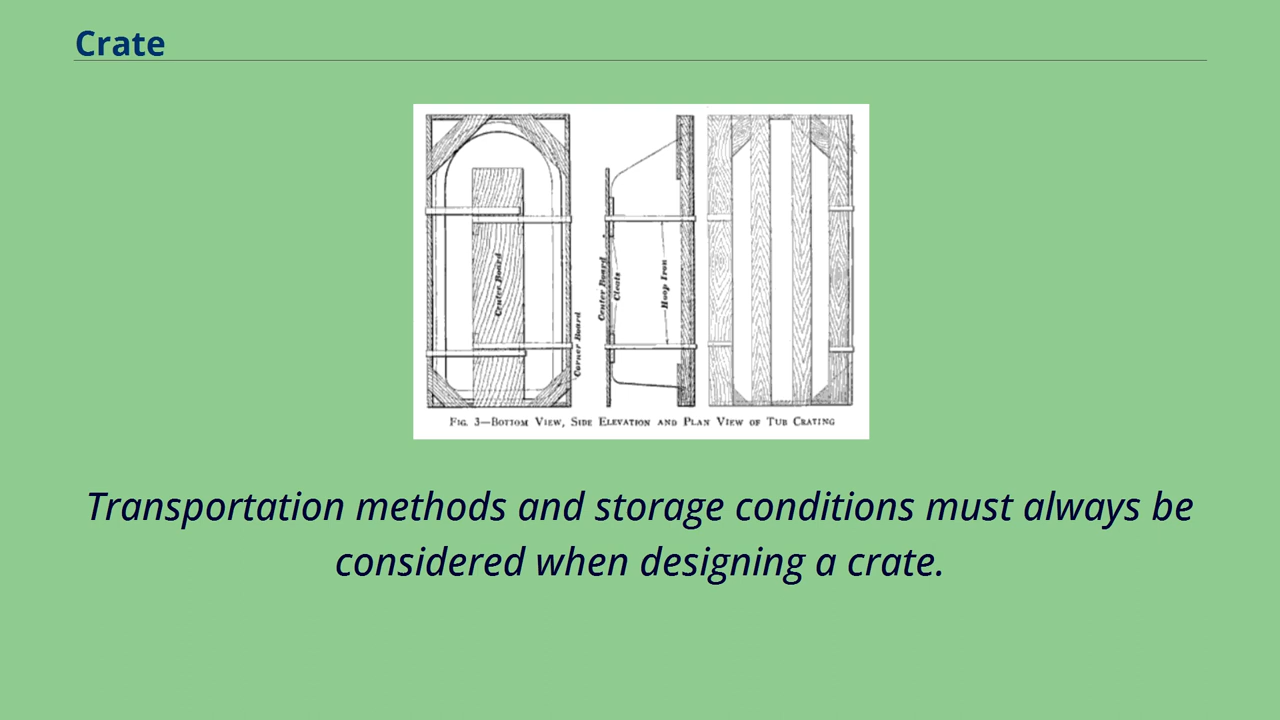 Crate
Center Board
Corner Board
Center Board
Cleats
Hoop Iron
Fig. 3—Bottom View, Side Elevation and Plan View of Tub Crating
Transportation methods and storage conditions must always be
considered when designing a crate.